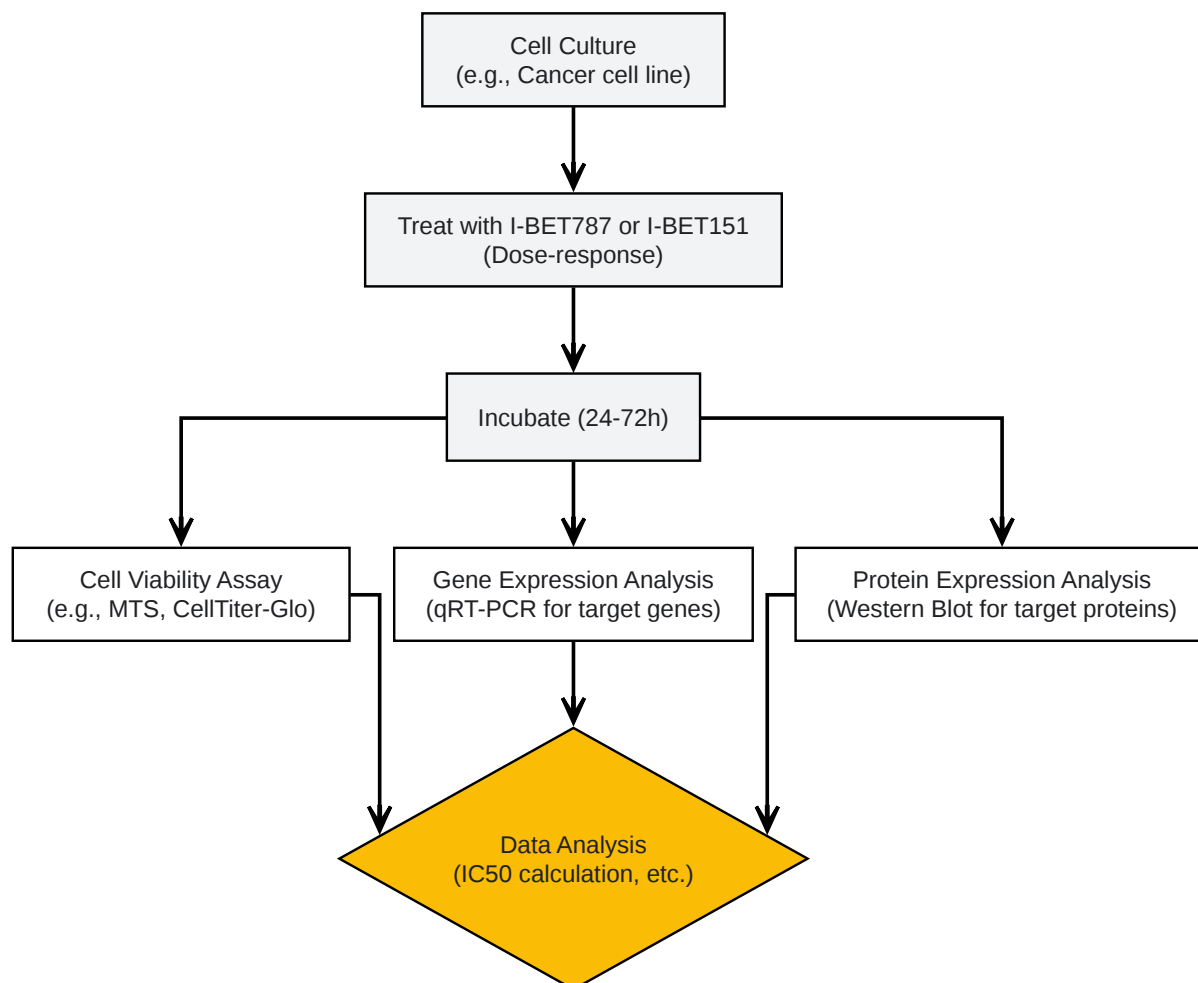 Cell Culture
(e.g., Cancer cell line)
Treat with I-BET787 or I-BET151
(Dose-response)
Incubate (24-72h)
Cell Viability Assay
(e.g., MTS, CellTiter-Glo)
Gene Expression Analysis
(qRT-PCR for target genes)
Protein Expression Analysis
(Western Blot for target proteins)
Data Analysis
(IC50 calculation, etc.)